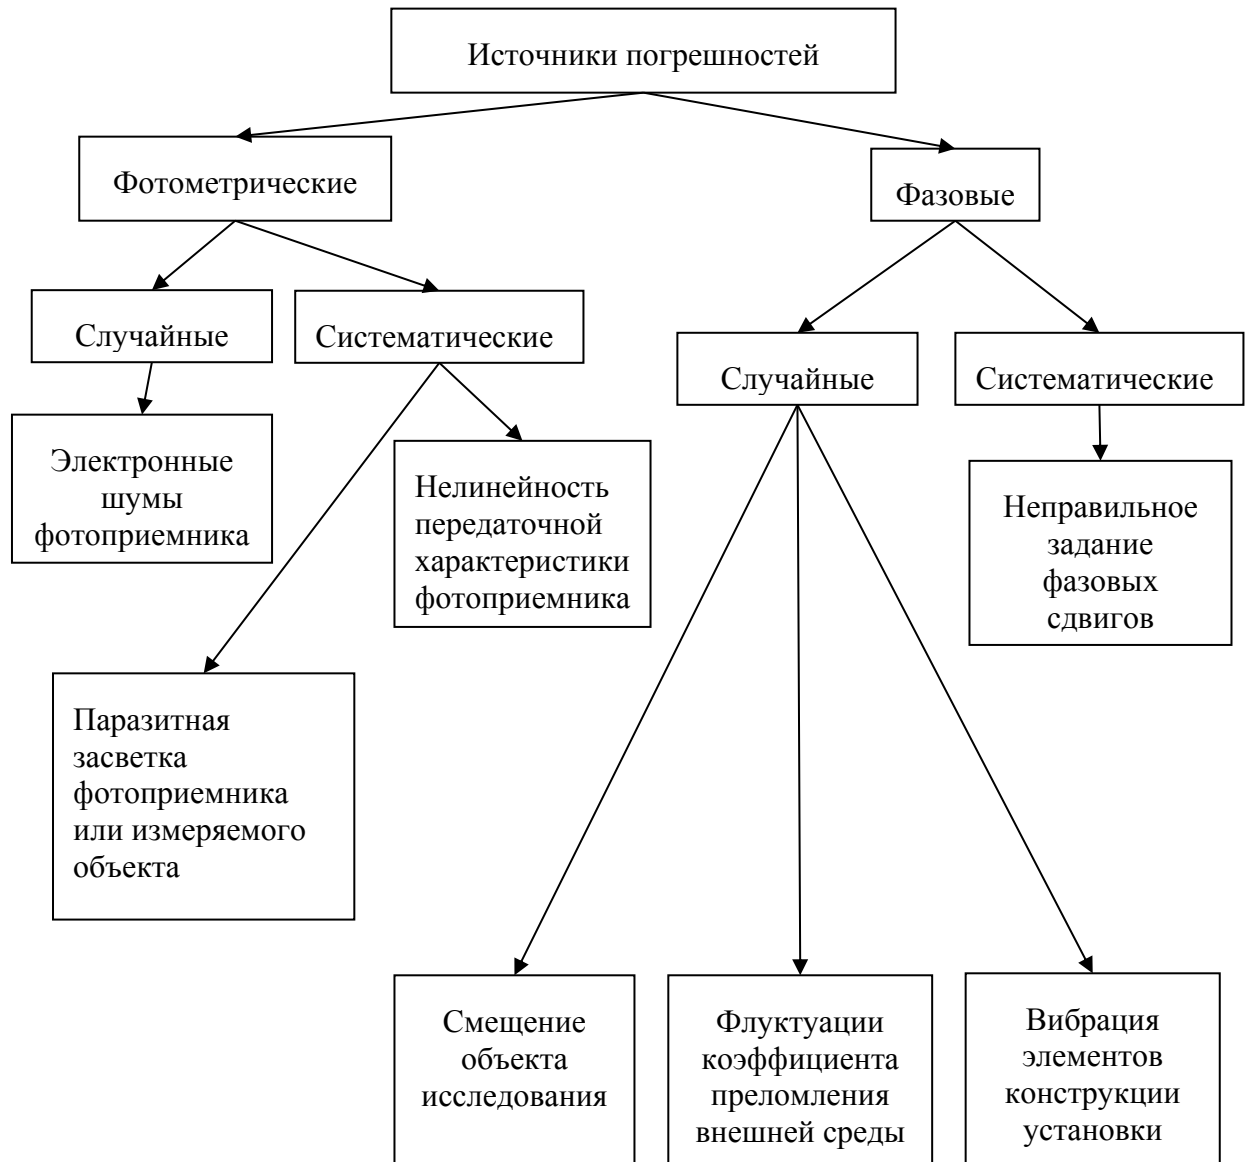 Источники погрешностей
Фотометрические
Фазовые
Случайные
Систематические
Случайные
Систематические
Электронные
шумы
фотоприемника
Нелинейность
передаточной
характеристики
фотоприемника
Неправильное
задание
фазовых
сдвигов
Паразитная
засветка
фотоприемника
или измеряемого
объекта
Смещение
объекта
исследования
Флуктуации
коэффициента
преломления
внешней среды
Вибрация
элементов
конструкции
установки